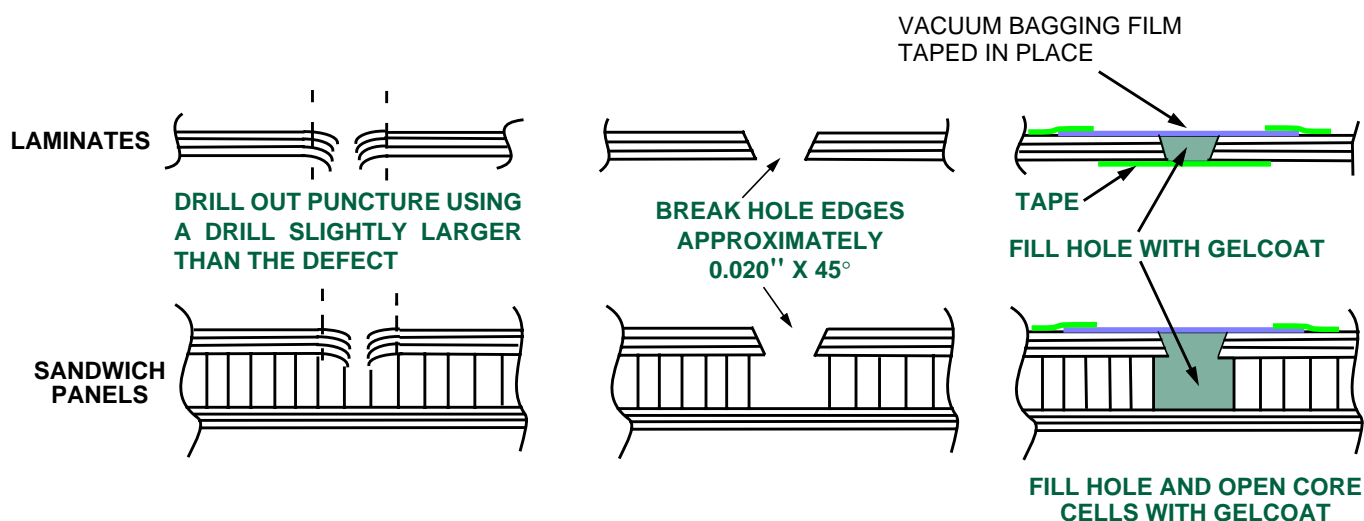 VACUUM BAGGING FILM
TAPED IN PLACE
LAMINATES
DRILL OUT PUNCTURE USING
A DRILL SLIGHTLY LARGER
THAN THE DEFECT
BREAK HOLE EDGES
APPROXIMATELY
0.020'' X 45°
TAPE
FILL HOLE WITH GELCOAT
SANDWICH
PANELS
FILL HOLE AND OPEN CORE
CELLS WITH GELCOAT